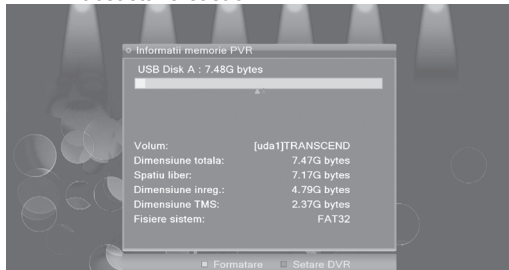 Informatii memorie PVR
USB Disk A : 7.48G bytes
Volum: [uda1]TRANSCEND
Dimensiune totala: 7.47G bytes
Spatiu liber: 7.17G bytes
Dimensiune inreg.: 4.79G bytes
Dimensiune TMS: 2.37G bytes
Fisiere sistem: FAT32
Formatare Setare DVR